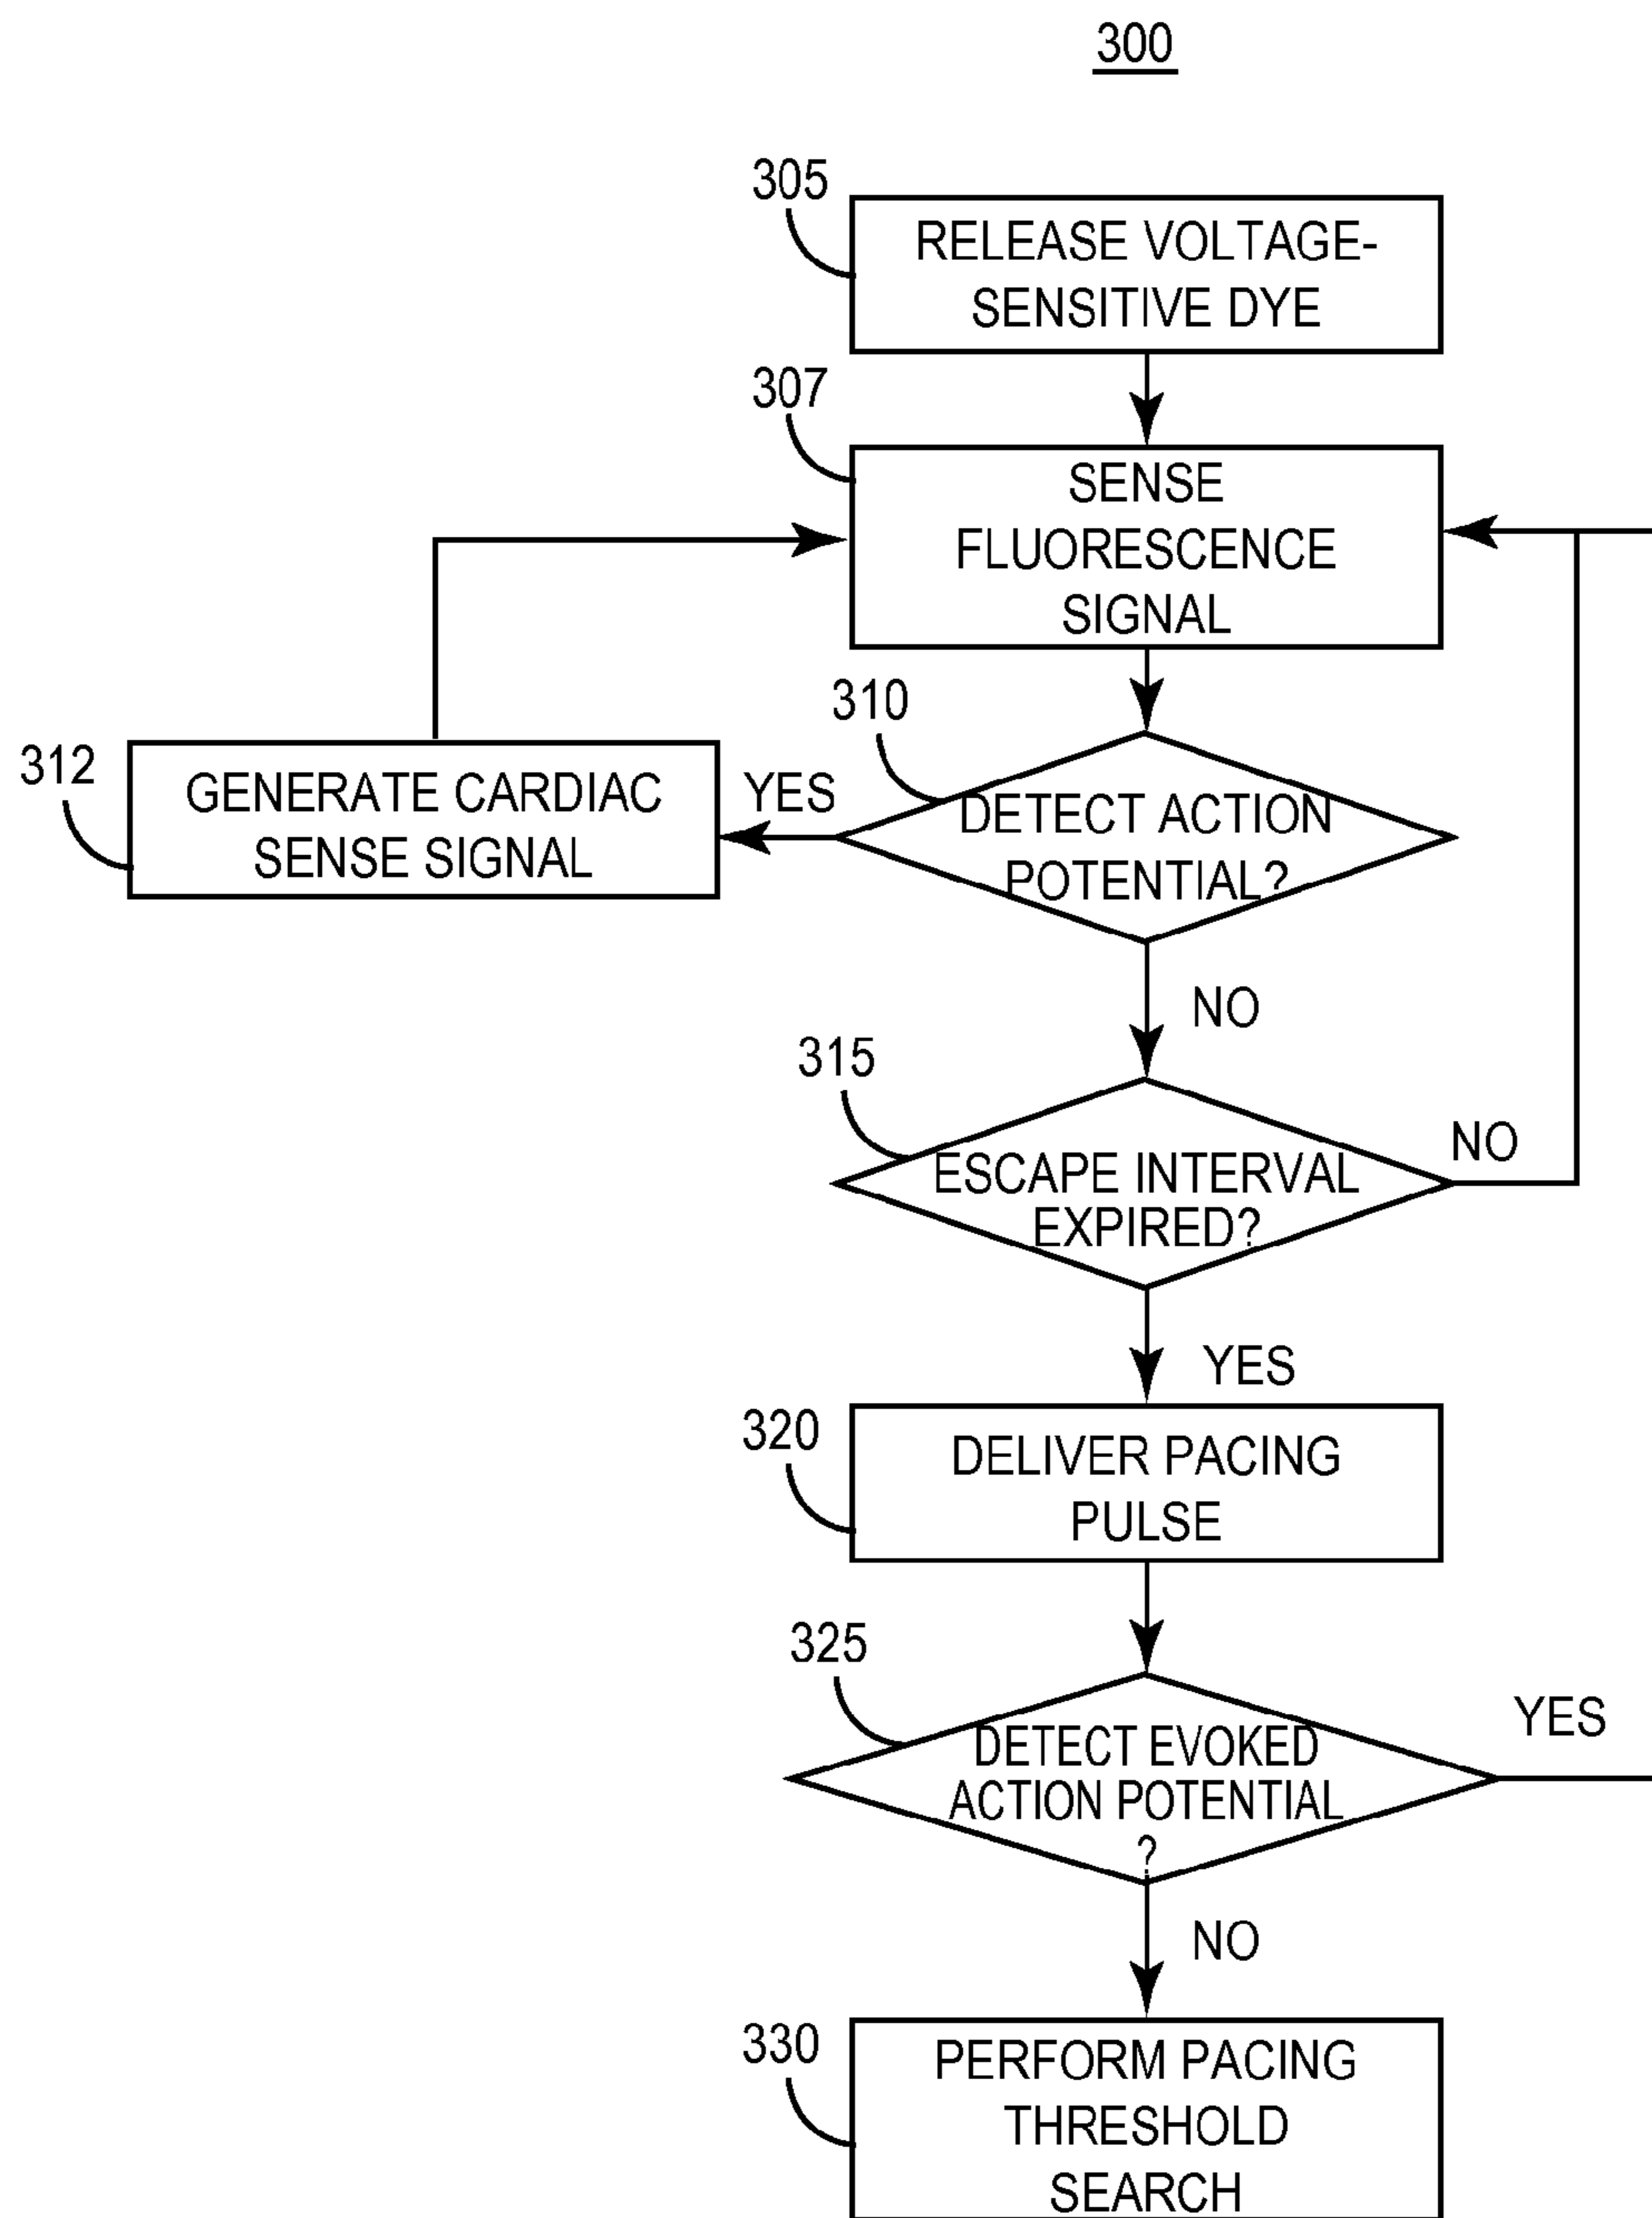 300
305
RELEASE VOLTAGE-
SENSITIVE DYE
307
SENSE
FLUORESCENCE
SIGNAL
310
312
GENERATE CARDIAC
SENSE SIGNAL
YES
DETECT ACTION
POTENTIAL?
NO
315
ESCAPE INTERVAL
EXPIRED?
NO
YES
320
DELIVER PACING
PULSE
325
DETECT EVOKED
ACTION POTENTIAL
?
YES
NO
330
PERFORM PACING
THRESHOLD
SEARCH